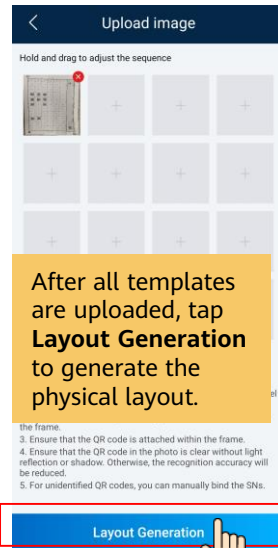 Upload image
Hold and drag to adjust the sequence
After all templates
are uploaded, tap
Layout Generation
to generate the
physical layout.
el
the frame.
3. Ensure that the QR code is attached within the frame.
4. Ensure that the QR code in the photo is clear without light
reflection or shadow. Otherwise, the recognition accuracy will
be reduced.
5. For unidentified QR codes, you can manually bind the SNs.
Layout Generation